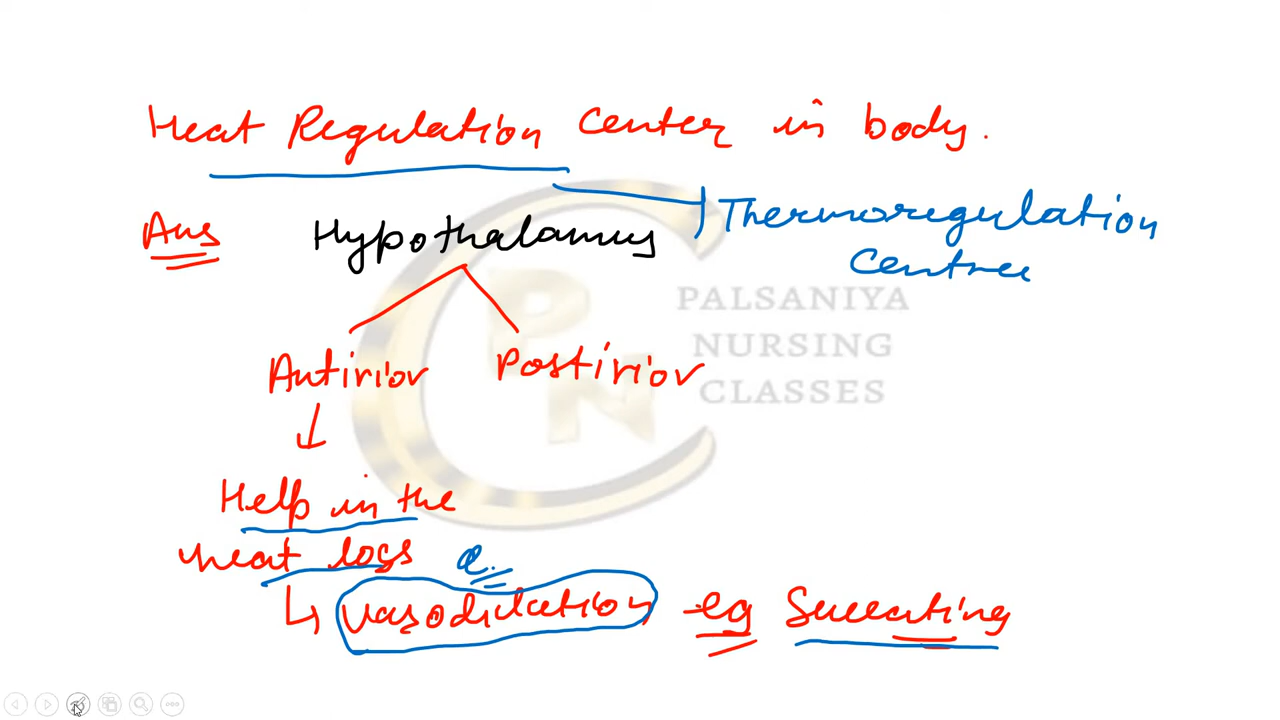 Heat Regulation Center in body.
Ans Hypothalamus Thermoregulation
Centre
PALSANIYA
NURSING
CLASSES
PN
Antirior Postirior
Help in the
heat loss
vasodilation eg Sweating